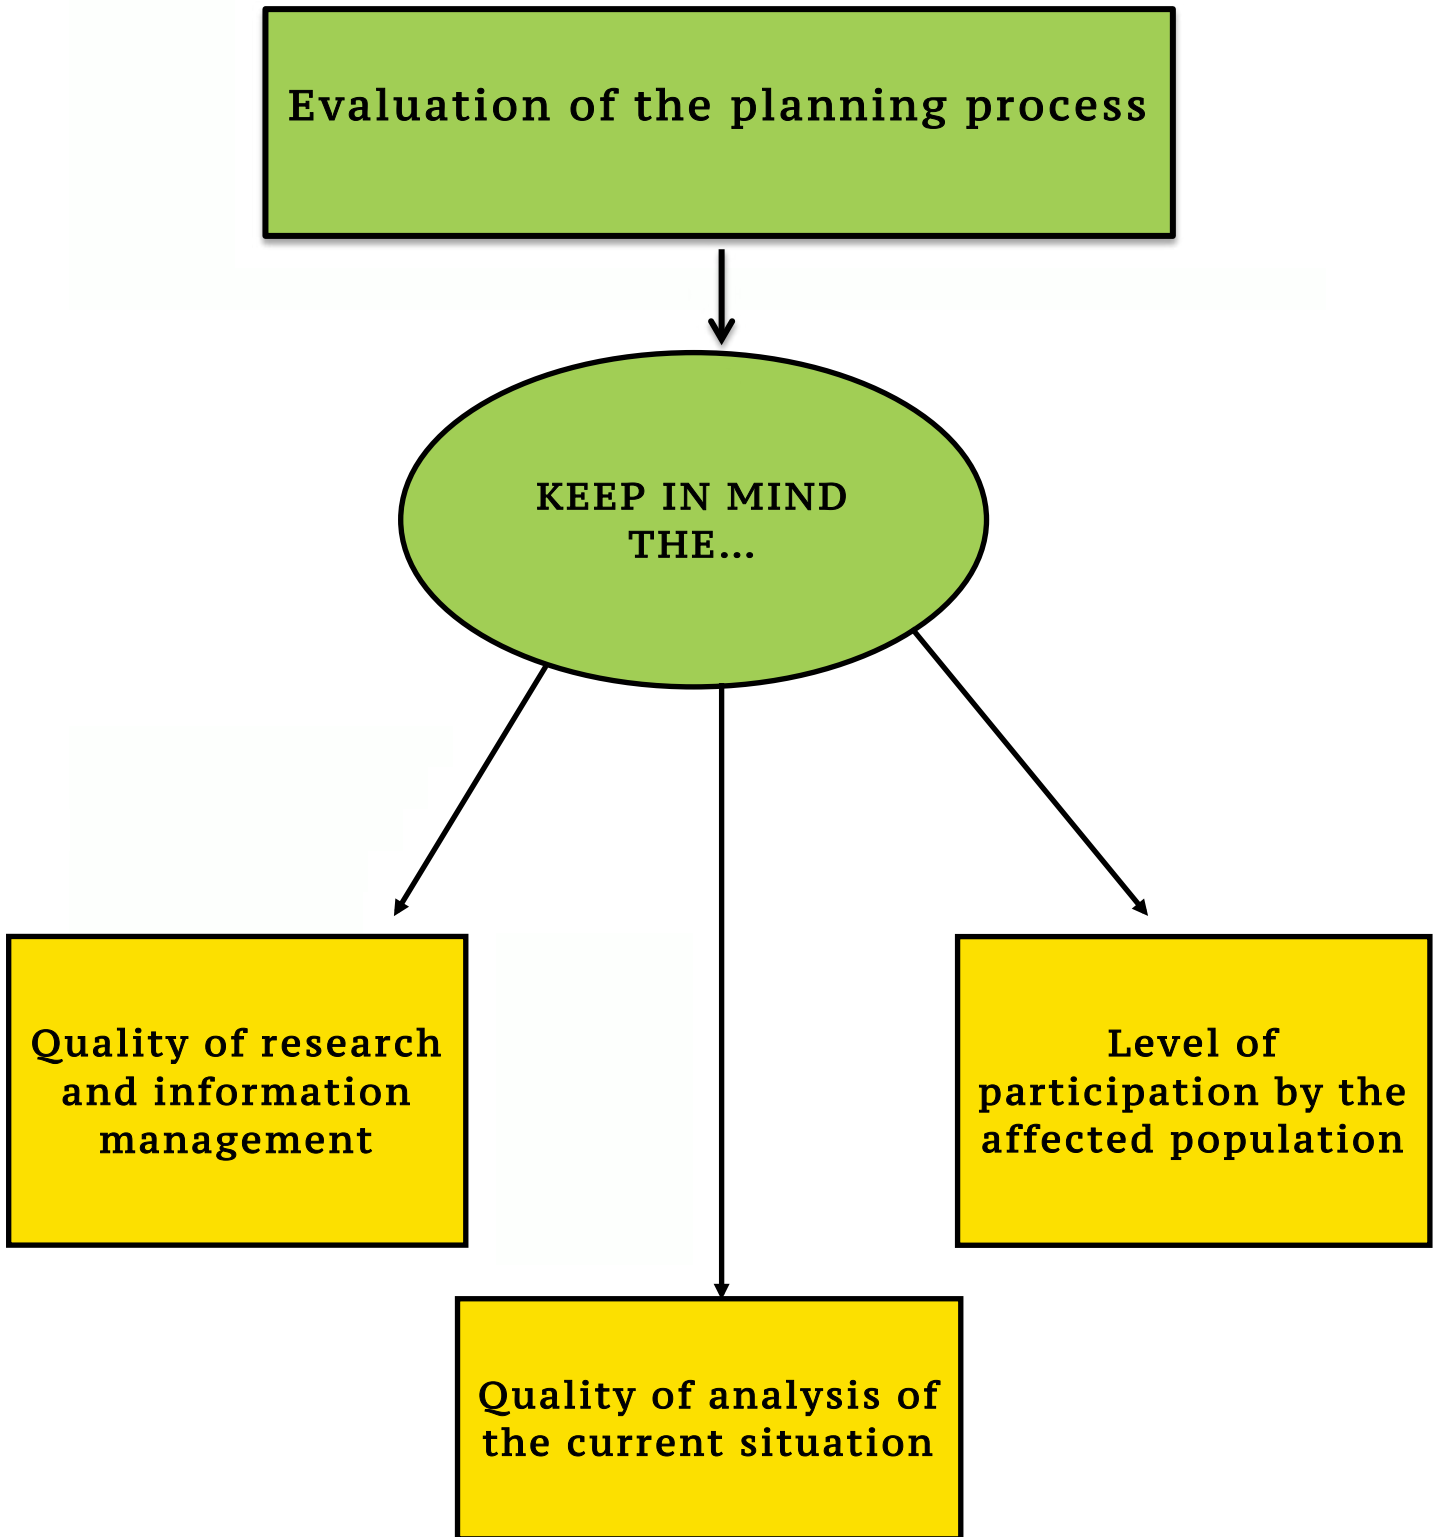 Evaluation of the planning process
KEEP IN MIND
THE...
Quality of research
and information
management
Level of
participation by the
affected population
Quality of analysis of
the current situation